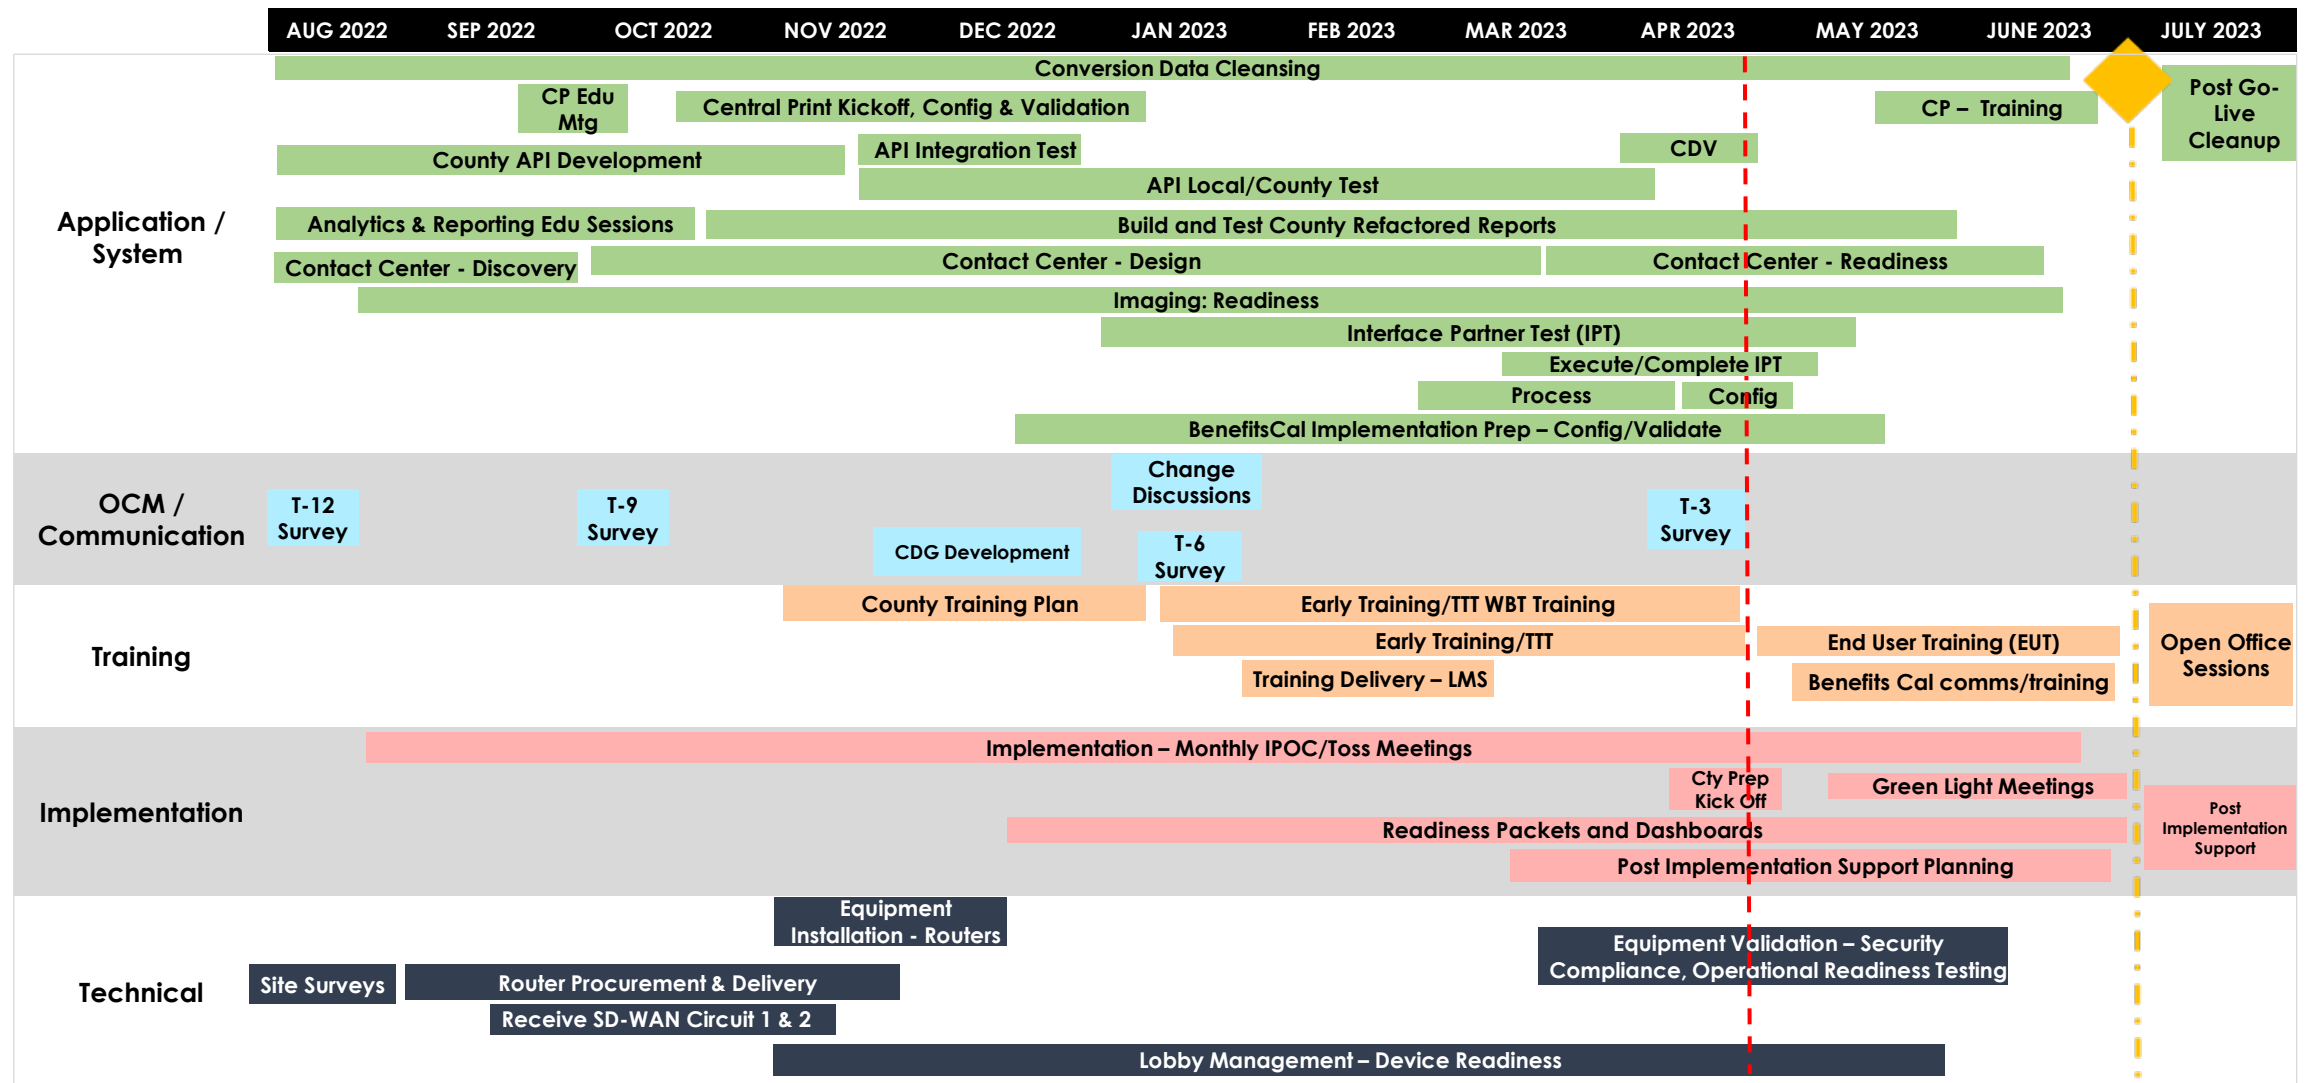 AUG 2022 SEP 2022 OCT 2022 NOV 2022 DEC 2022 JAN 2023 FEB 2023 MAR 2023 APR 2023 MAY 2023 JUNE 2023 JULY 2023
Application /
System
Conversion Data Cleansing
CP Edu
Mtg
Central Print Kickoff, Config & Validation
CP – Training
Post Go-
Live
Cleanup
County API Development
API Integration Test
CDV
API Local/County Test
Analytics & Reporting Edu Sessions
Build and Test County Refactored Reports
Contact Center - Discovery
Contact Center - Design
Contact Center - Readiness
Imaging: Readiness
Interface Partner Test (IPT)
Execute/Complete IPT
Process
Config
BenefitsCal Implementation Prep – Config/Validate
OCM /
Communication
T-12
Survey
T-9
Survey
CDG Development
Change
Discussions
T-6
Survey
T-3
Survey
Training
County Training Plan
Early Training/TTT WBT Training
Early Training/TTT
End User Training (EUT)
Training Delivery – LMS
Benefits Cal comms/training
Open Office
Sessions
Implementation
Implementation – Monthly IPOC/Toss Meetings
Cty Prep
Kick Off
Green Light Meetings
Readiness Packets and Dashboards
Post Implementation Support Planning
Post
Implementation
Support
Technical
Equipment
Installation - Routers
Equipment Validation – Security
Compliance, Operational Readiness Testing
Site Surveys
Router Procurement & Delivery
Receive SD-WAN Circuit 1 & 2
Lobby Management – Device Readiness